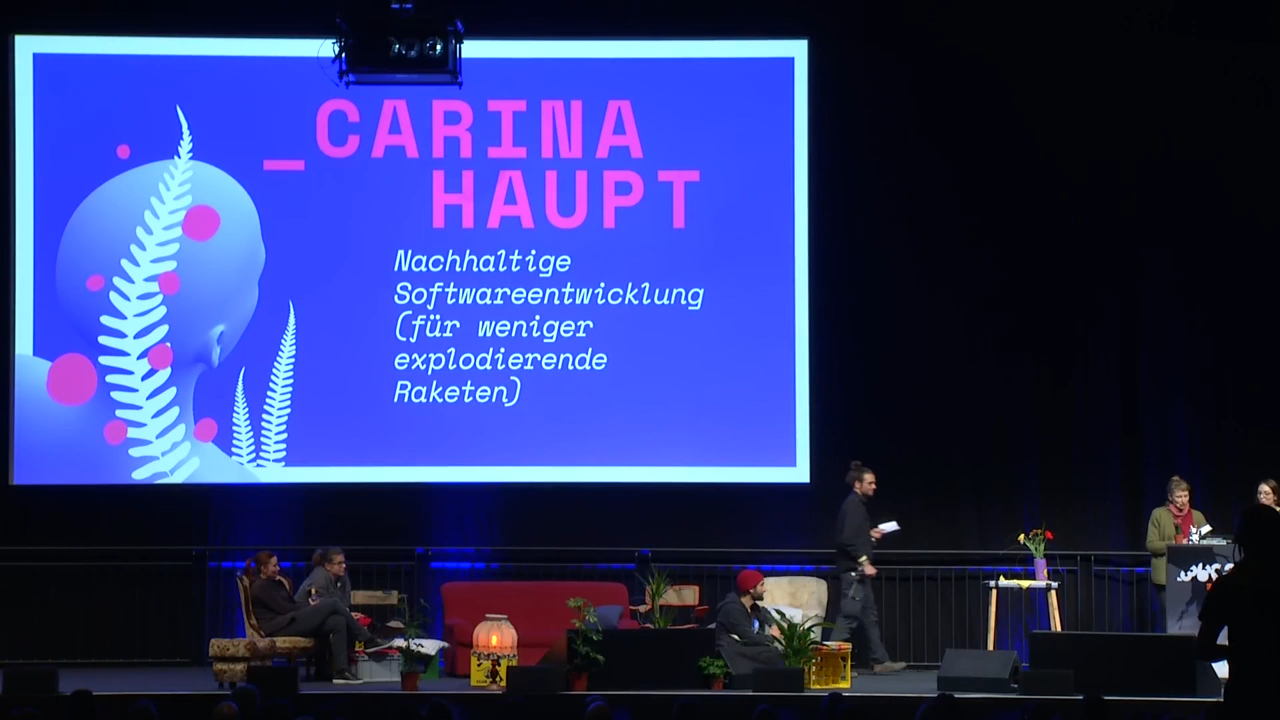 _CARINA
HAUPT
Nachhaltige
Softwareentwicklung
(für weniger
explodierende
Raketen)